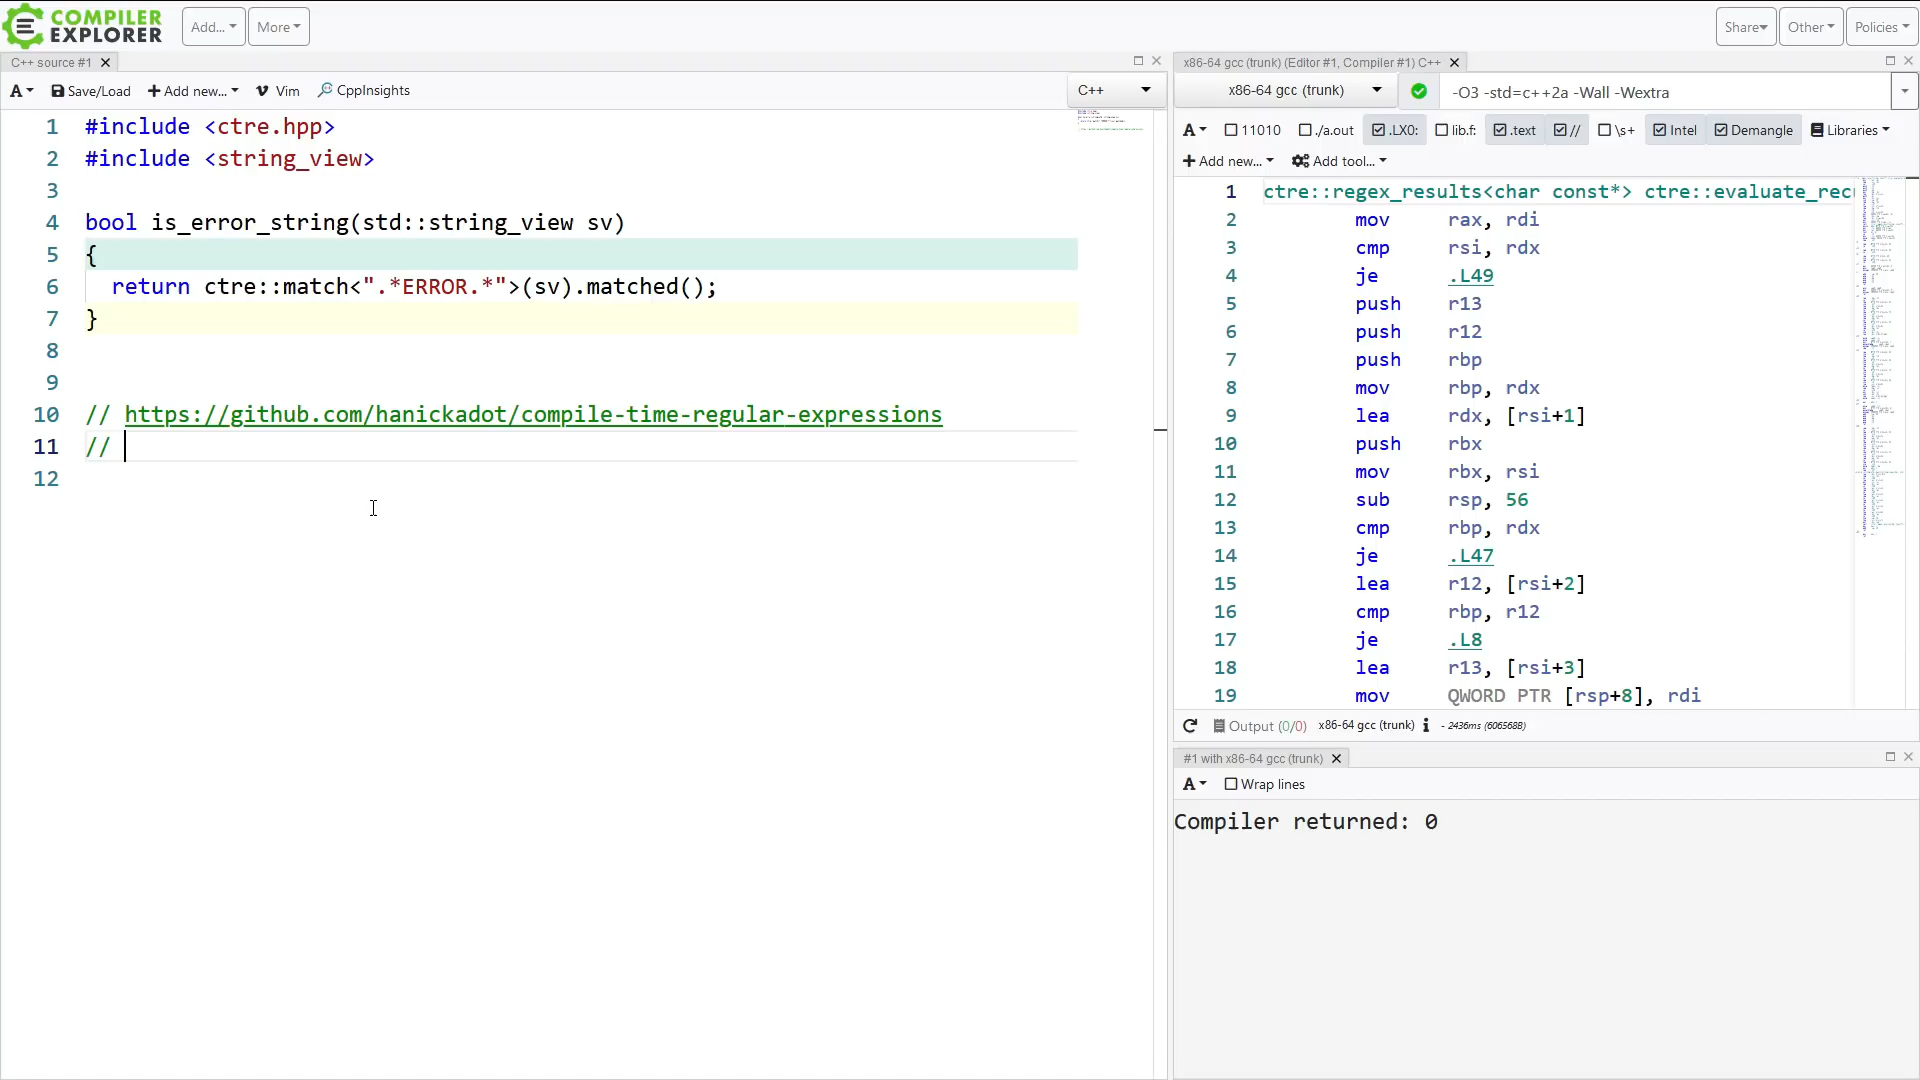 COMPILER
EXPLORER
Add...
More
Share
Other
Policies
C++ source #1
A
Save/Load
Add new...
Vim
CppInsights
C++
1 #include <ctre.hpp>
2 #include <string_view>
3
4 bool is_error_string(std::string_view sv)
5 {
6 return ctre::match<".*ERROR.*">(sv).matched();
7 }
8
9
10 // https://github.com/hanickadot/compile-time-regular-expressions
11 //
12
x86-64 gcc (trunk) (Editor #1, Compiler #1) C++
x86-64 gcc (trunk)
-O3 -std=c++2a -Wall -Wextra
A
11010
./a.out
.LX0:
lib.f:
.text
//
\s+
Intel
Demangle
Libraries
Add new...
Add tool...
1 ctre::regex_results<char const*> ctre::evaluate_rec
2 mov rax, rdi
3 cmp rsi, rdx
4 je .L49
5 push r13
6 push r12
7 push rbp
8 mov rbp, rdx
9 lea rdx, [rsi+1]
10 push rbx
11 mov rbx, rsi
12 sub rsp, 56
13 cmp rbp, rdx
14 je .L47
15 lea r12, [rsi+2]
16 cmp rbp, r12
17 je .L8
18 lea r13, [rsi+3]
19 mov QWORD PTR [rsp+8], rdi
Output (0/0) x86-64 gcc (trunk) i - 2436ms (606568B)
#1 with x86-64 gcc (trunk)
A
Wrap lines
Compiler returned: 0